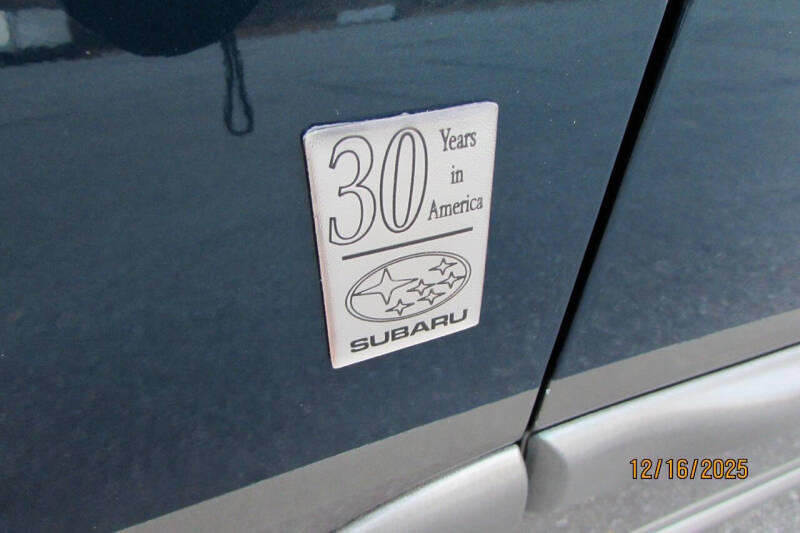 30 Years
in
America
SUBARU
12/16/2025